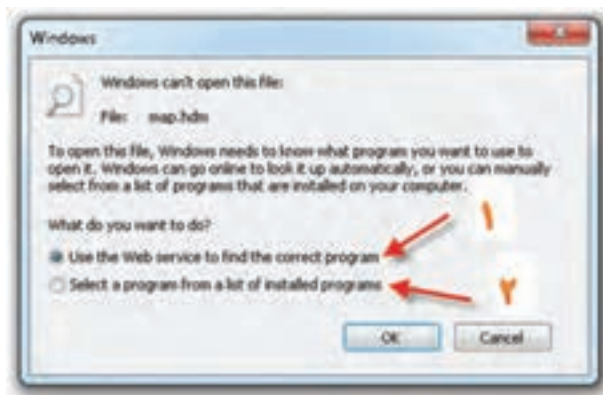 Windows
Windows can't open this file:
File: map.hdm
To open this file, Windows needs to know what program you want to use to
open it. Windows can go online to look it up automatically, or you can manually
select from a list of programs that are installed on your computer.
What do you want to do?
Use the Web service to find the correct program
۱
Select a program from a list of installed programs
۲
OK
Cancel